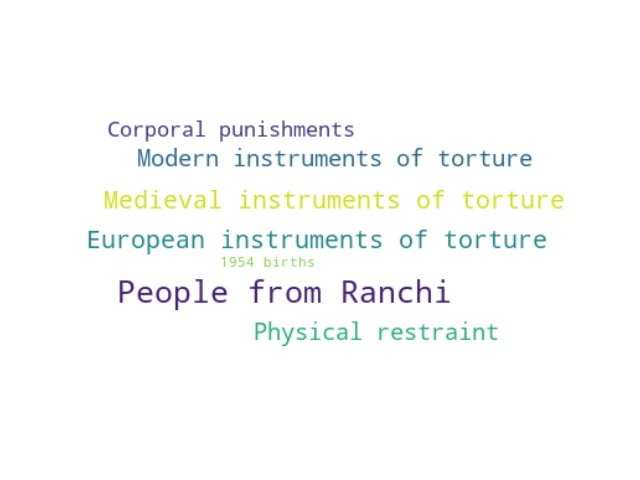 Corporal punishments
Modern instruments of torture
Medieval instruments of torture
European instruments of torture
1954 births
People from Ranchi
Physical restraint